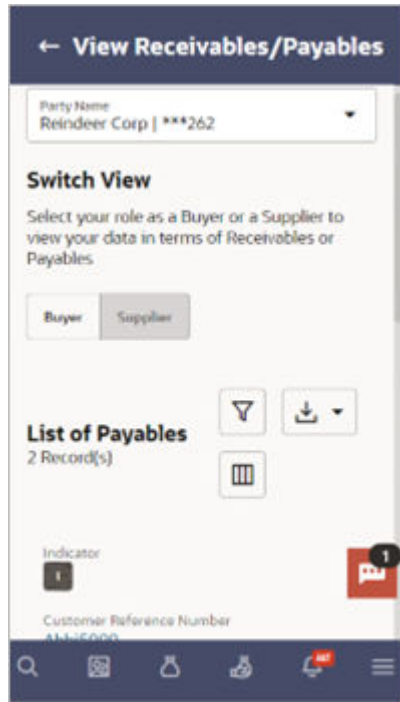 ← View Receivables/Payables
Party Name
Reindeer Corp | ***262
Switch View
Select your role as a Buyer or a Supplier to
view your data in terms of Receivables or
Payables
Buyer Supplier
List of Payables
2 Record(s)
Indicator
1
1
Customer Reference Number